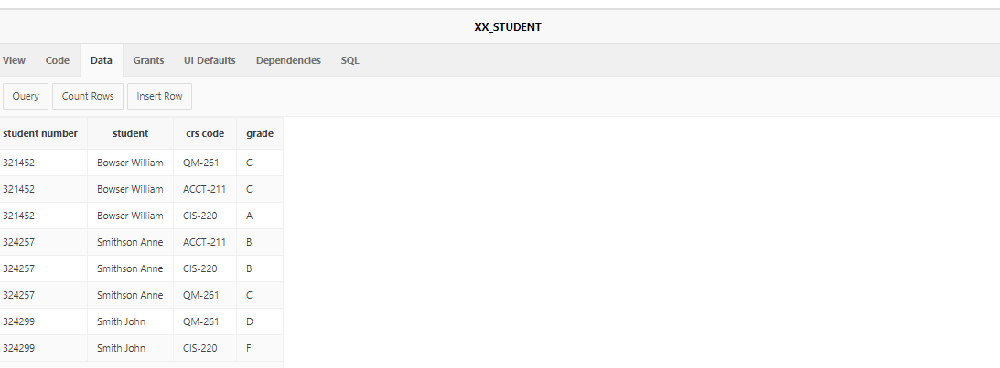 XX_STUDENT
View Code Data Grants UI Defaults Dependencies SQL
Query Count Rows Insert Row
student number student crs code grade
321452 Bowser William QM-261 C
321452 Bowser William ACCT-211 C
321452 Bowser William CIS-220 A
324257 Smithson Anne ACCT-211 B
324257 Smithson Anne CIS-220 B
324257 Smithson Anne QM-261 C
324299 Smith John QM-261 D
324299 Smith John CIS-220 F